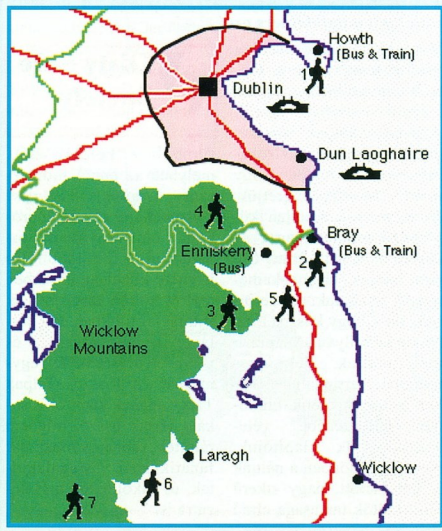 Howth
(Bus & Train)
1
Dublin
Dun Laoghaire
4
Bray
(Bus & Train)
Enniskerry
(Bus)
2
5
3
Wicklow
Mountains
Laragh
Wicklow
6
7